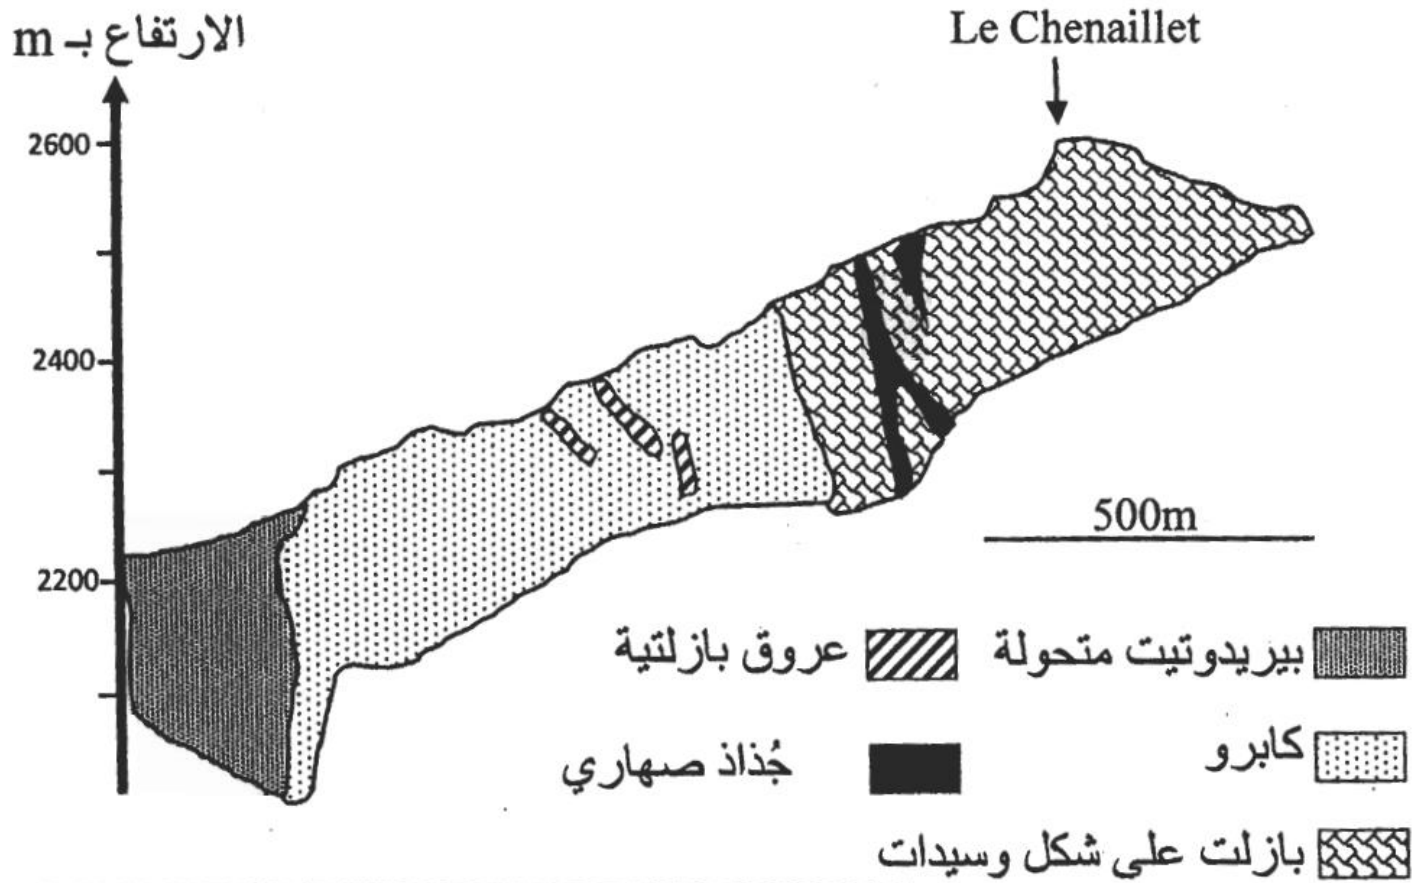 الارتفاع بـ m
Le Chenaillet
2600
2400
2200
500m
بيريدوتيت متحولة
عروق بازلتية
كابرو
جُذاذ صهاري
بازلت على شكل وسيدات